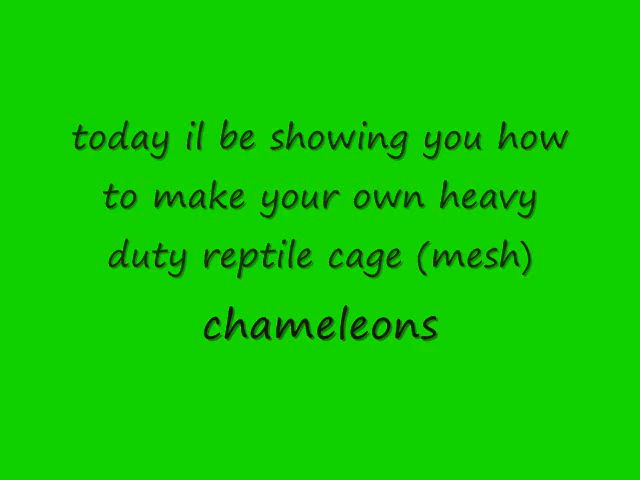 today il be showing you how
to make your own heavy
duty reptile cage (mesh)
chameleons